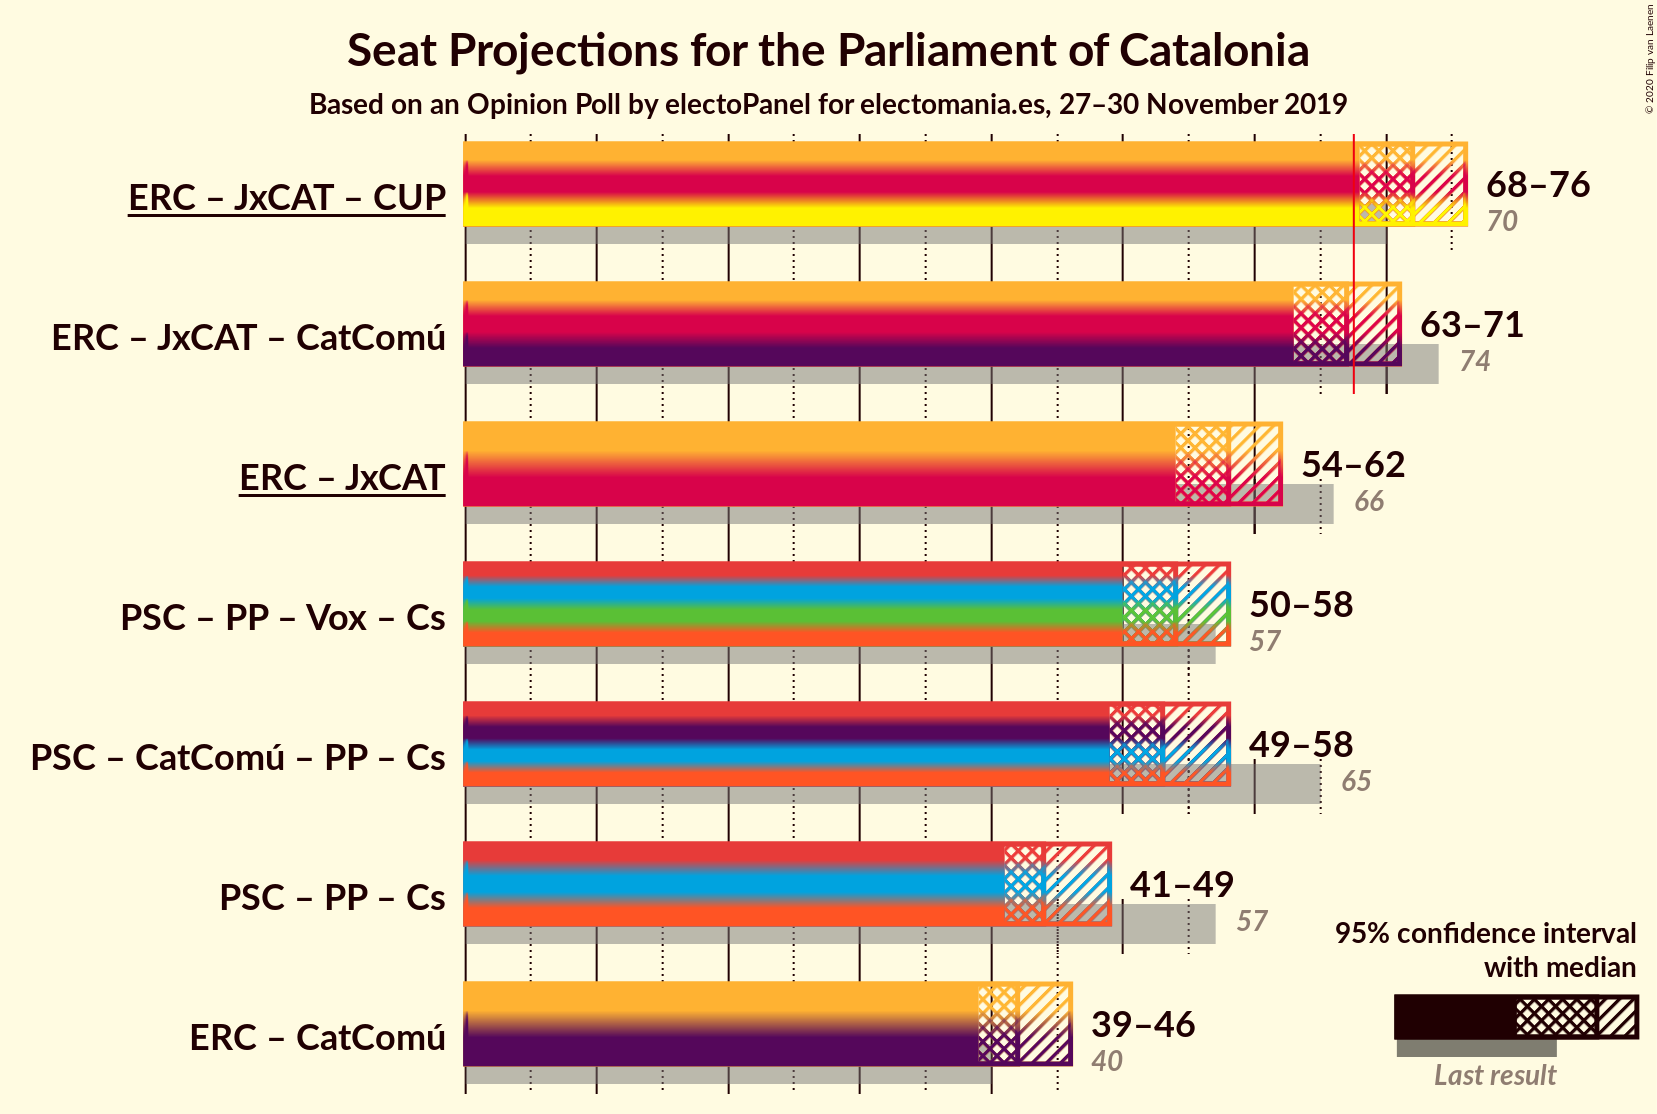 Seat Projections for the Parliament of Catalonia
Based on an Opinion Poll by electoPanel for electomania.es, 27–30 November 2019
© 2020 Filip van Laenen
ERC – JxCAT – CUP
68–76
70
ERC – JxCAT – CatComú
63–71
74
ERC – JxCAT
54–62
66
PSC – PP – Vox – Cs
50–58
57
PSC – CatComú – PP – Cs
49–58
65
PSC – PP – Cs
41–49
57
ERC – CatComú
39–46
40
95% confidence interval
with median
Last result